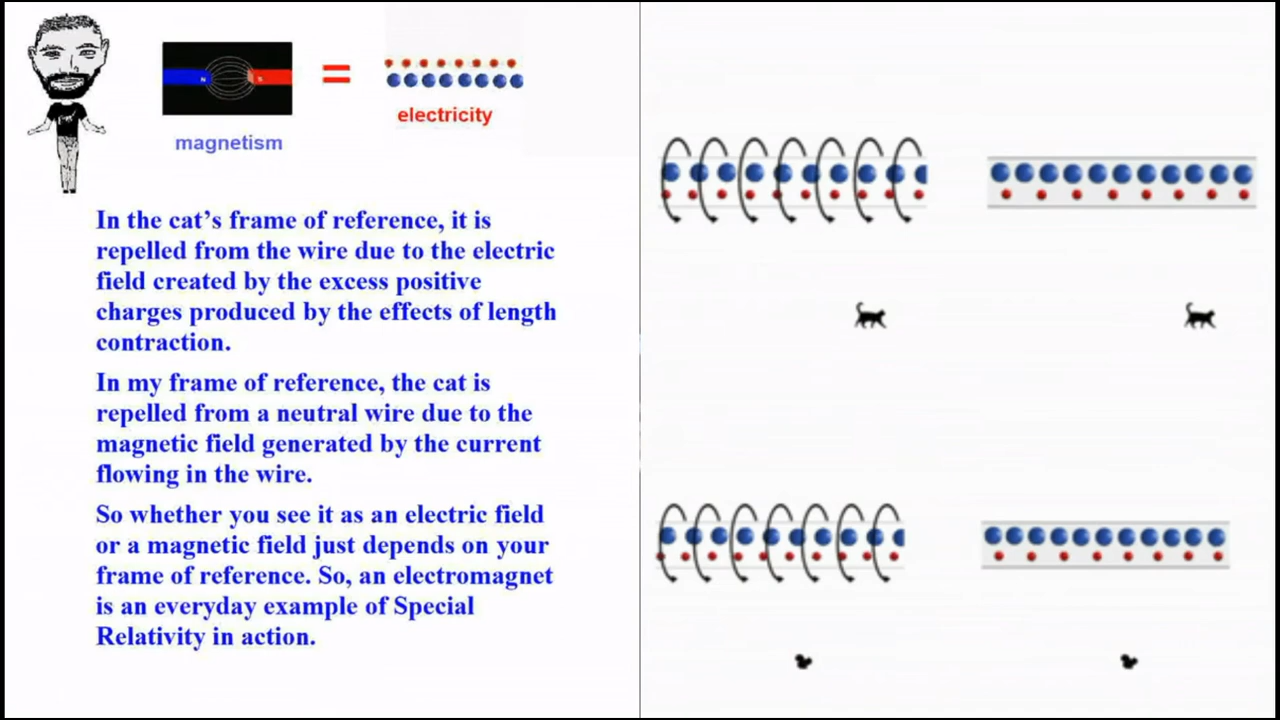 N
S
=
magnetism
electricity
In the cat's frame of reference, it is
repelled from the wire due to the electric
field created by the excess positive
charges produced by the effects of length
contraction.
In my frame of reference, the cat is
repelled from a neutral wire due to the
magnetic field generated by the current
flowing in the wire.
So whether you see it as an electric field
or a magnetic field just depends on your
frame of reference. So, an electromagnet
is an everyday example of Special
Relativity in action.